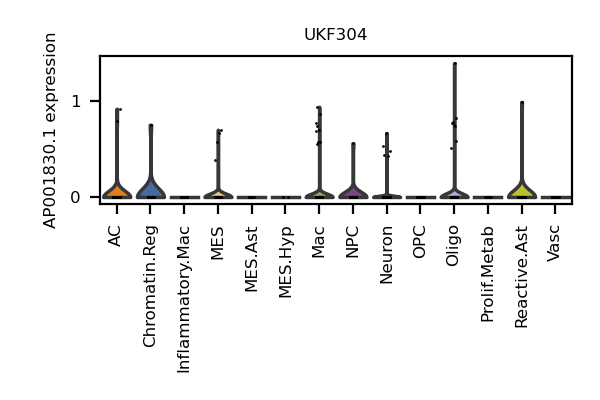 UKF304
AP001830.1 expression
1
0
AC
Chromatin.Reg
Inflammatory.Mac
MES
MES.Ast
MES.Hyp
Mac
NPC
Neuron
OPC
Oligo
Prolif.Metab
Reactive.Ast
Vasc